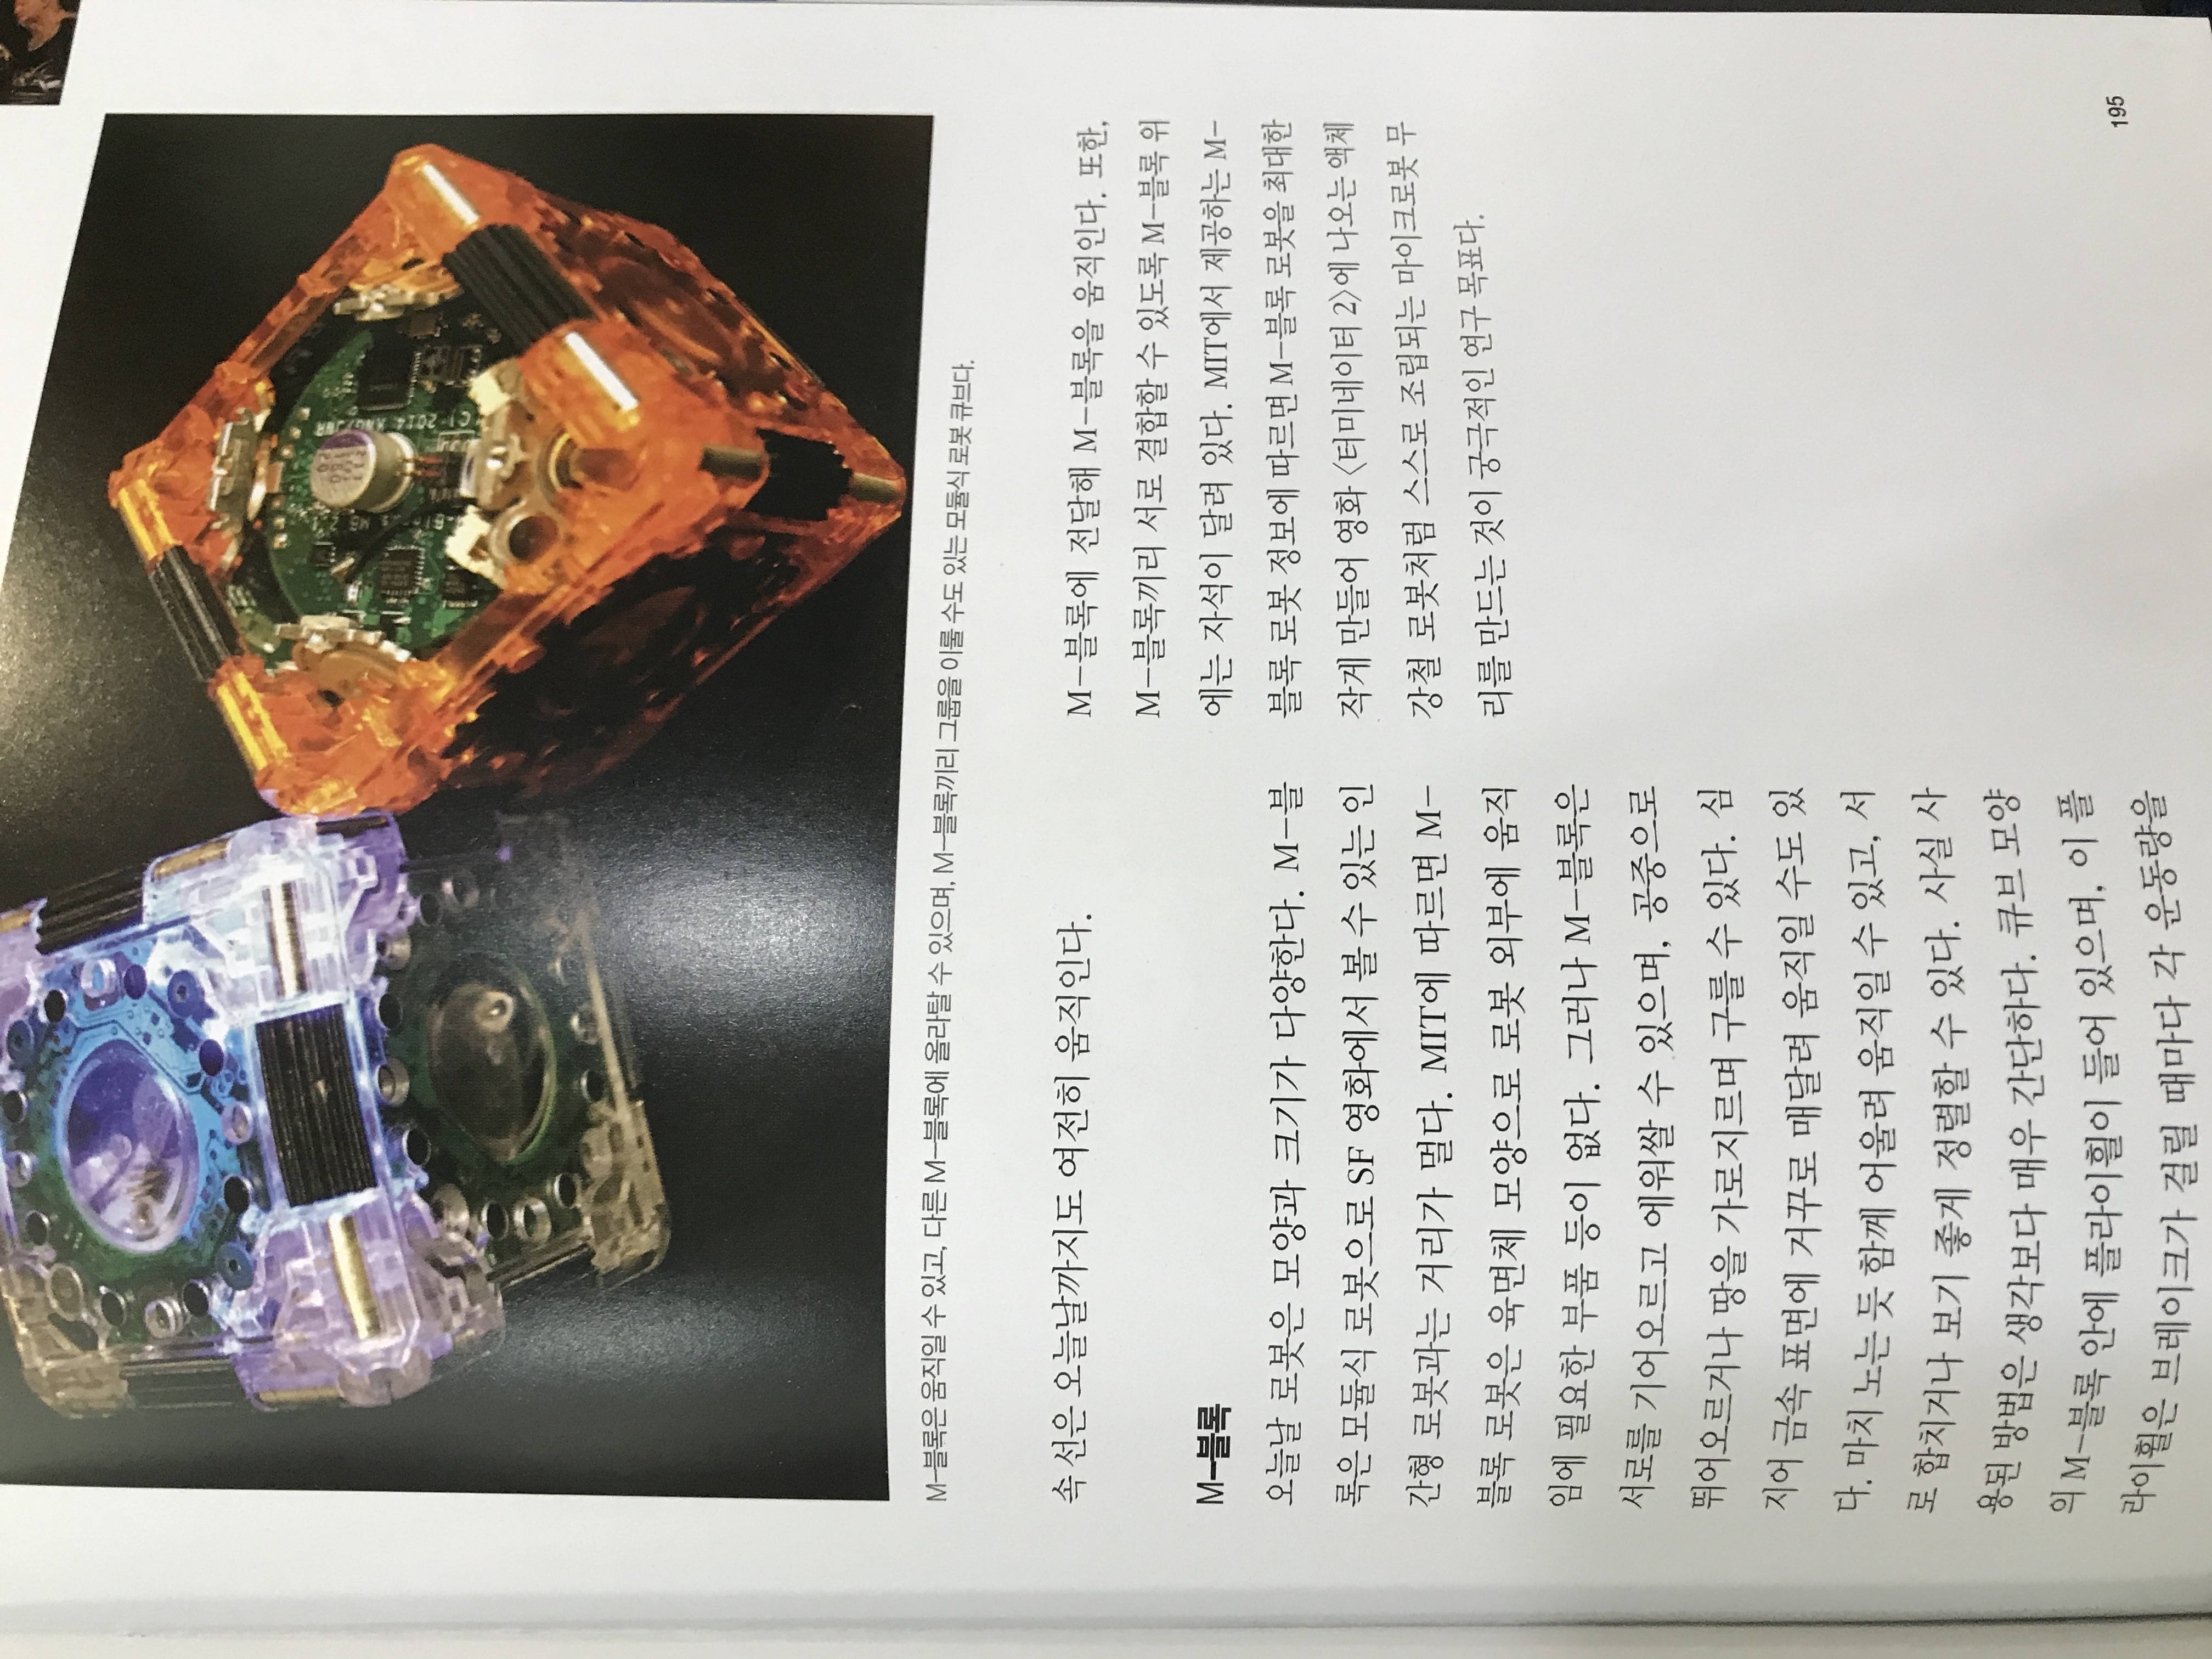 M-블록은 움직일 수 있고, 다른 M-블록에 올라탈 수 있으며, M-블록끼리 그룹을 이룰 수도 있는 모듈식 로봇 큐브다.
속 선은 오늘날까지도 여전히 움직인다.
M-블록
오늘날 로봇은 모양과 크기가 다양한다. M-블
록은 모듈식 로봇으로 SF 영화에서 볼 수 있는 인
간형 로봇과는 거리가 멀다. MIT에 따르면 M-
블록 로봇은 육면체 모양으로 로봇 외부에 움직
임에 필요한 부품 등이 없다. 그러나 M-블록은
서로를 기어오르고 에워쌀 수 있으며, 공중으로
뛰어오르거나 땅을 가로지르며 구를 수 있다. 심
지어 금속 표면에 거꾸로 매달려 움직일 수도 있
다. 마치 노는 듯 함께 어울려 움직일 수 있고, 서
로 합치거나 보기 좋게 정렬할 수 있다. 사실 사
용된 방법은 생각보다 매우 간단하다. 큐브 모양
의 M-블록 안에 플라이휠이 들어 있으며, 이 플
라이휠은 브레이크가 걸릴 때마다 각 운동량을
M-블록에 전달해 M-블록을 움직인다. 또한,
M-블록끼리 서로 결합할 수 있도록 M-블록 위
에는 자석이 달려 있다. MIT에서 제공하는 M-
블록 로봇 정보에 따르면 M-블록 로봇을 최대한
작게 만들어 영화 〈터미네이터 2〉에 나오는 액체
강철 로봇처럼 스스로 조립되는 마이크로봇 무
리를 만드는 것이 궁극적인 연구 목표다.
195